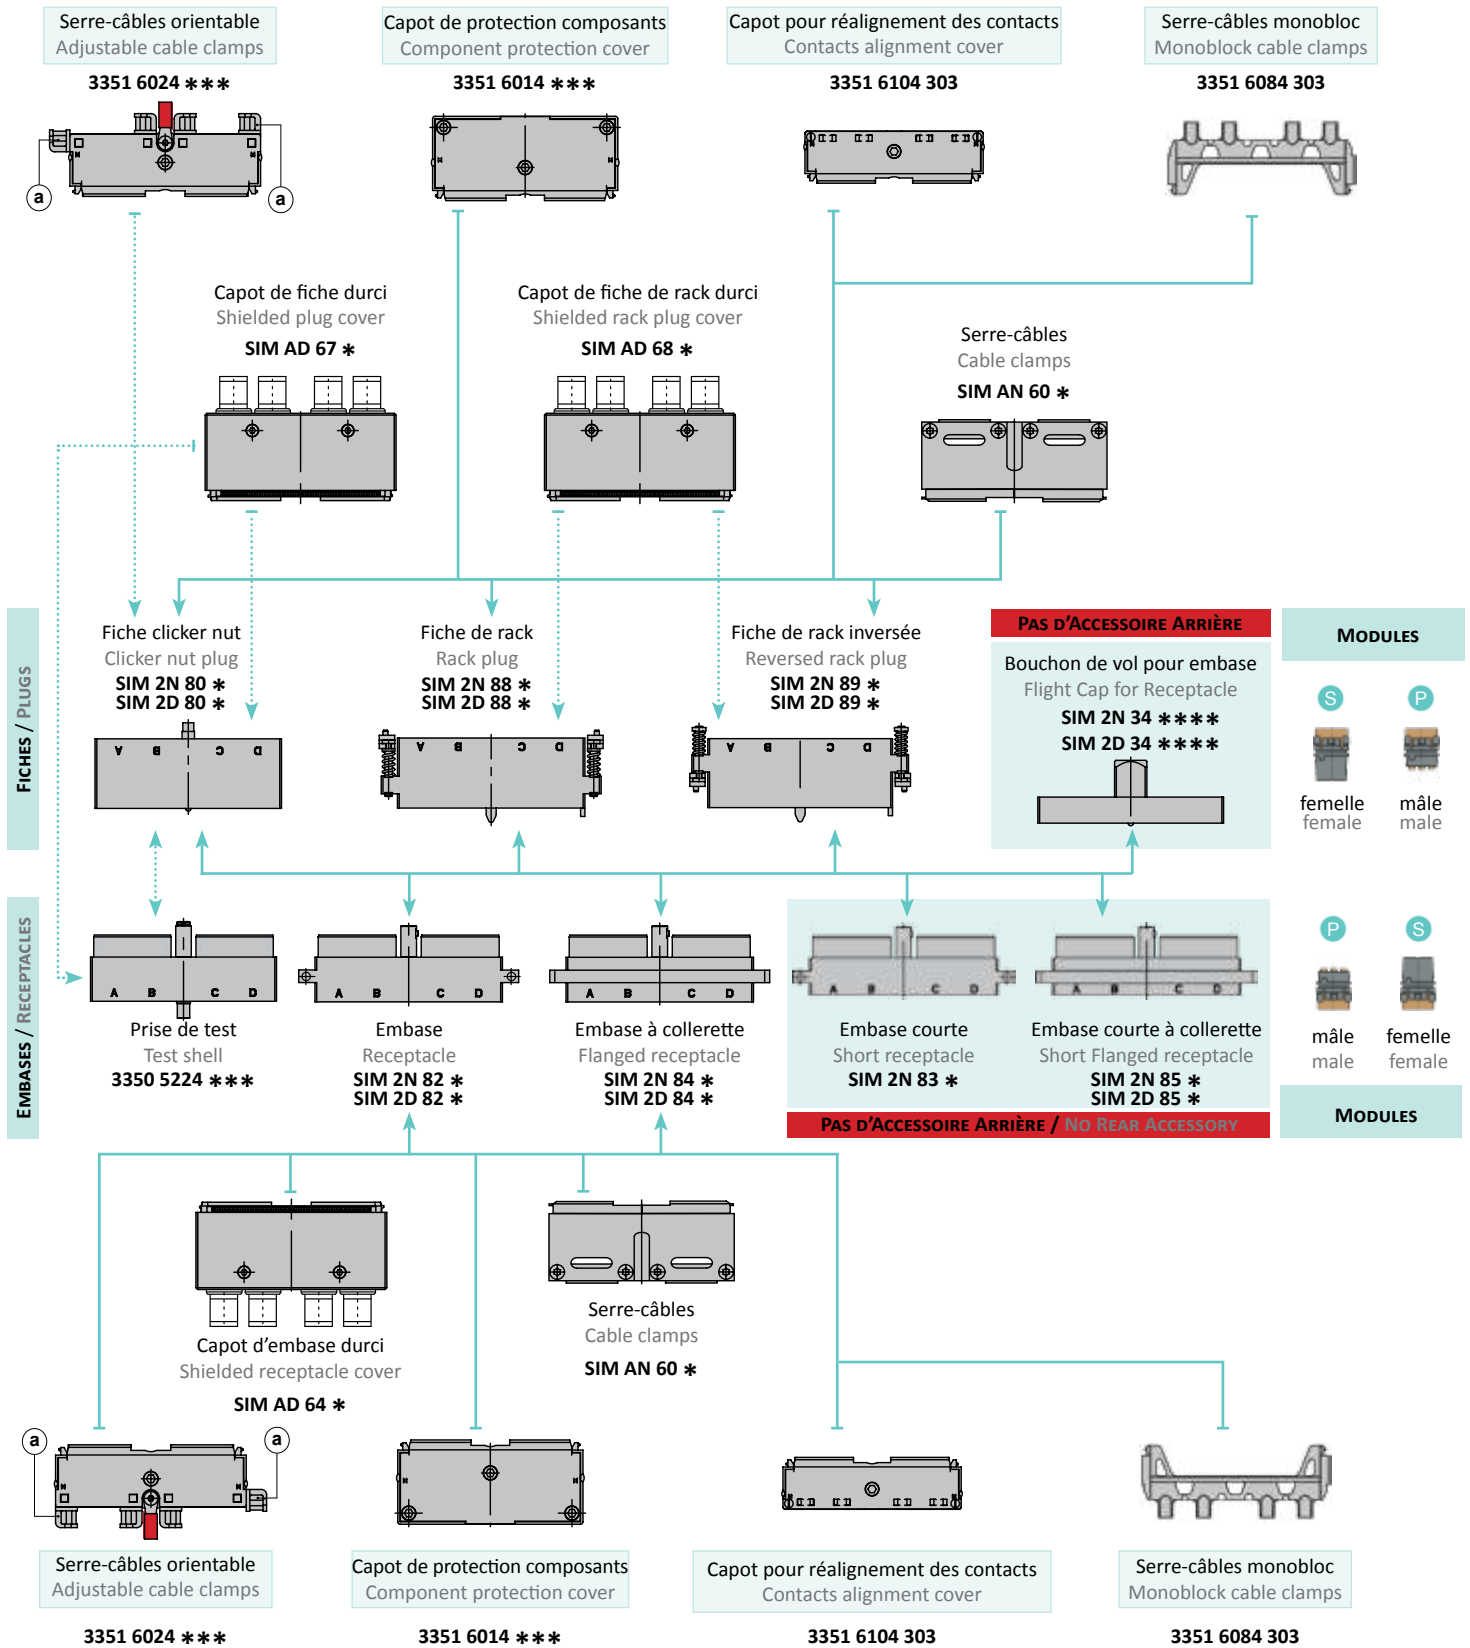 Serre-câbles orientable
Adjustable cable clamps
3351 6024 ***
Capot de protection composants
Component protection cover
3351 6014 ***
Capot pour réalignement des contacts
Contacts alignment cover
3351 6104 303
Serre-câbles monobloc
Monoblock cable clamps
3351 6084 303
a
a
Capot de fiche durci
Shielded plug cover
SIM AD 67 *
Capot de fiche de rack durci
Shielded rack plug cover
SIM AD 68 *
Serre-câbles
Cable clamps
SIM AN 60 *
FICHES / PLUGS
Fiche clicker nut
Clicker nut plug
SIM 2N 80 *
SIM 2D 80 *
A B C D
Fiche de rack
Rack plug
SIM 2N 88 *
SIM 2D 88 *
A B C D
Fiche de rack inversée
Reversed rack plug
SIM 2N 89 *
SIM 2D 89 *
A B C D
PAS D'ACCESSOIRE ARRIÈRE
Bouchon de vol pour embase
Flight Cap for Receptacle
SIM 2N 34 ****
SIM 2D 34 ****
MODULES
S P
femelle mâle
female male
EMBASES / RECEPTACLES
A B C D
Prise de test
Test shell
3350 5224 ***
A B C D
Embase
Receptacle
SIM 2N 82 *
SIM 2D 82 *
A B C D
Embase à collerette
Flanged receptacle
SIM 2N 84 *
SIM 2D 84 *
A B C D
Embase courte
Short receptacle
SIM 2N 83 *
A B C D
Embase courte à collerette
Short Flanged receptacle
SIM 2N 85 *
SIM 2D 85 *
PAS D'ACCESSOIRE ARRIÈRE / NO REAR ACCESSORY
P S
mâle femelle
male female
MODULES
Capot d'embase durci
Shielded receptacle cover
SIM AD 64 *
Serre-câbles
Cable clamps
SIM AN 60 *
a
a
Serre-câbles orientable
Adjustable cable clamps
3351 6024 ***
Capot de protection composants
Component protection cover
3351 6014 ***
Capot pour réalignement des contacts
Contacts alignment cover
3351 6104 303
Serre-câbles monobloc
Monoblock cable clamps
3351 6084 303